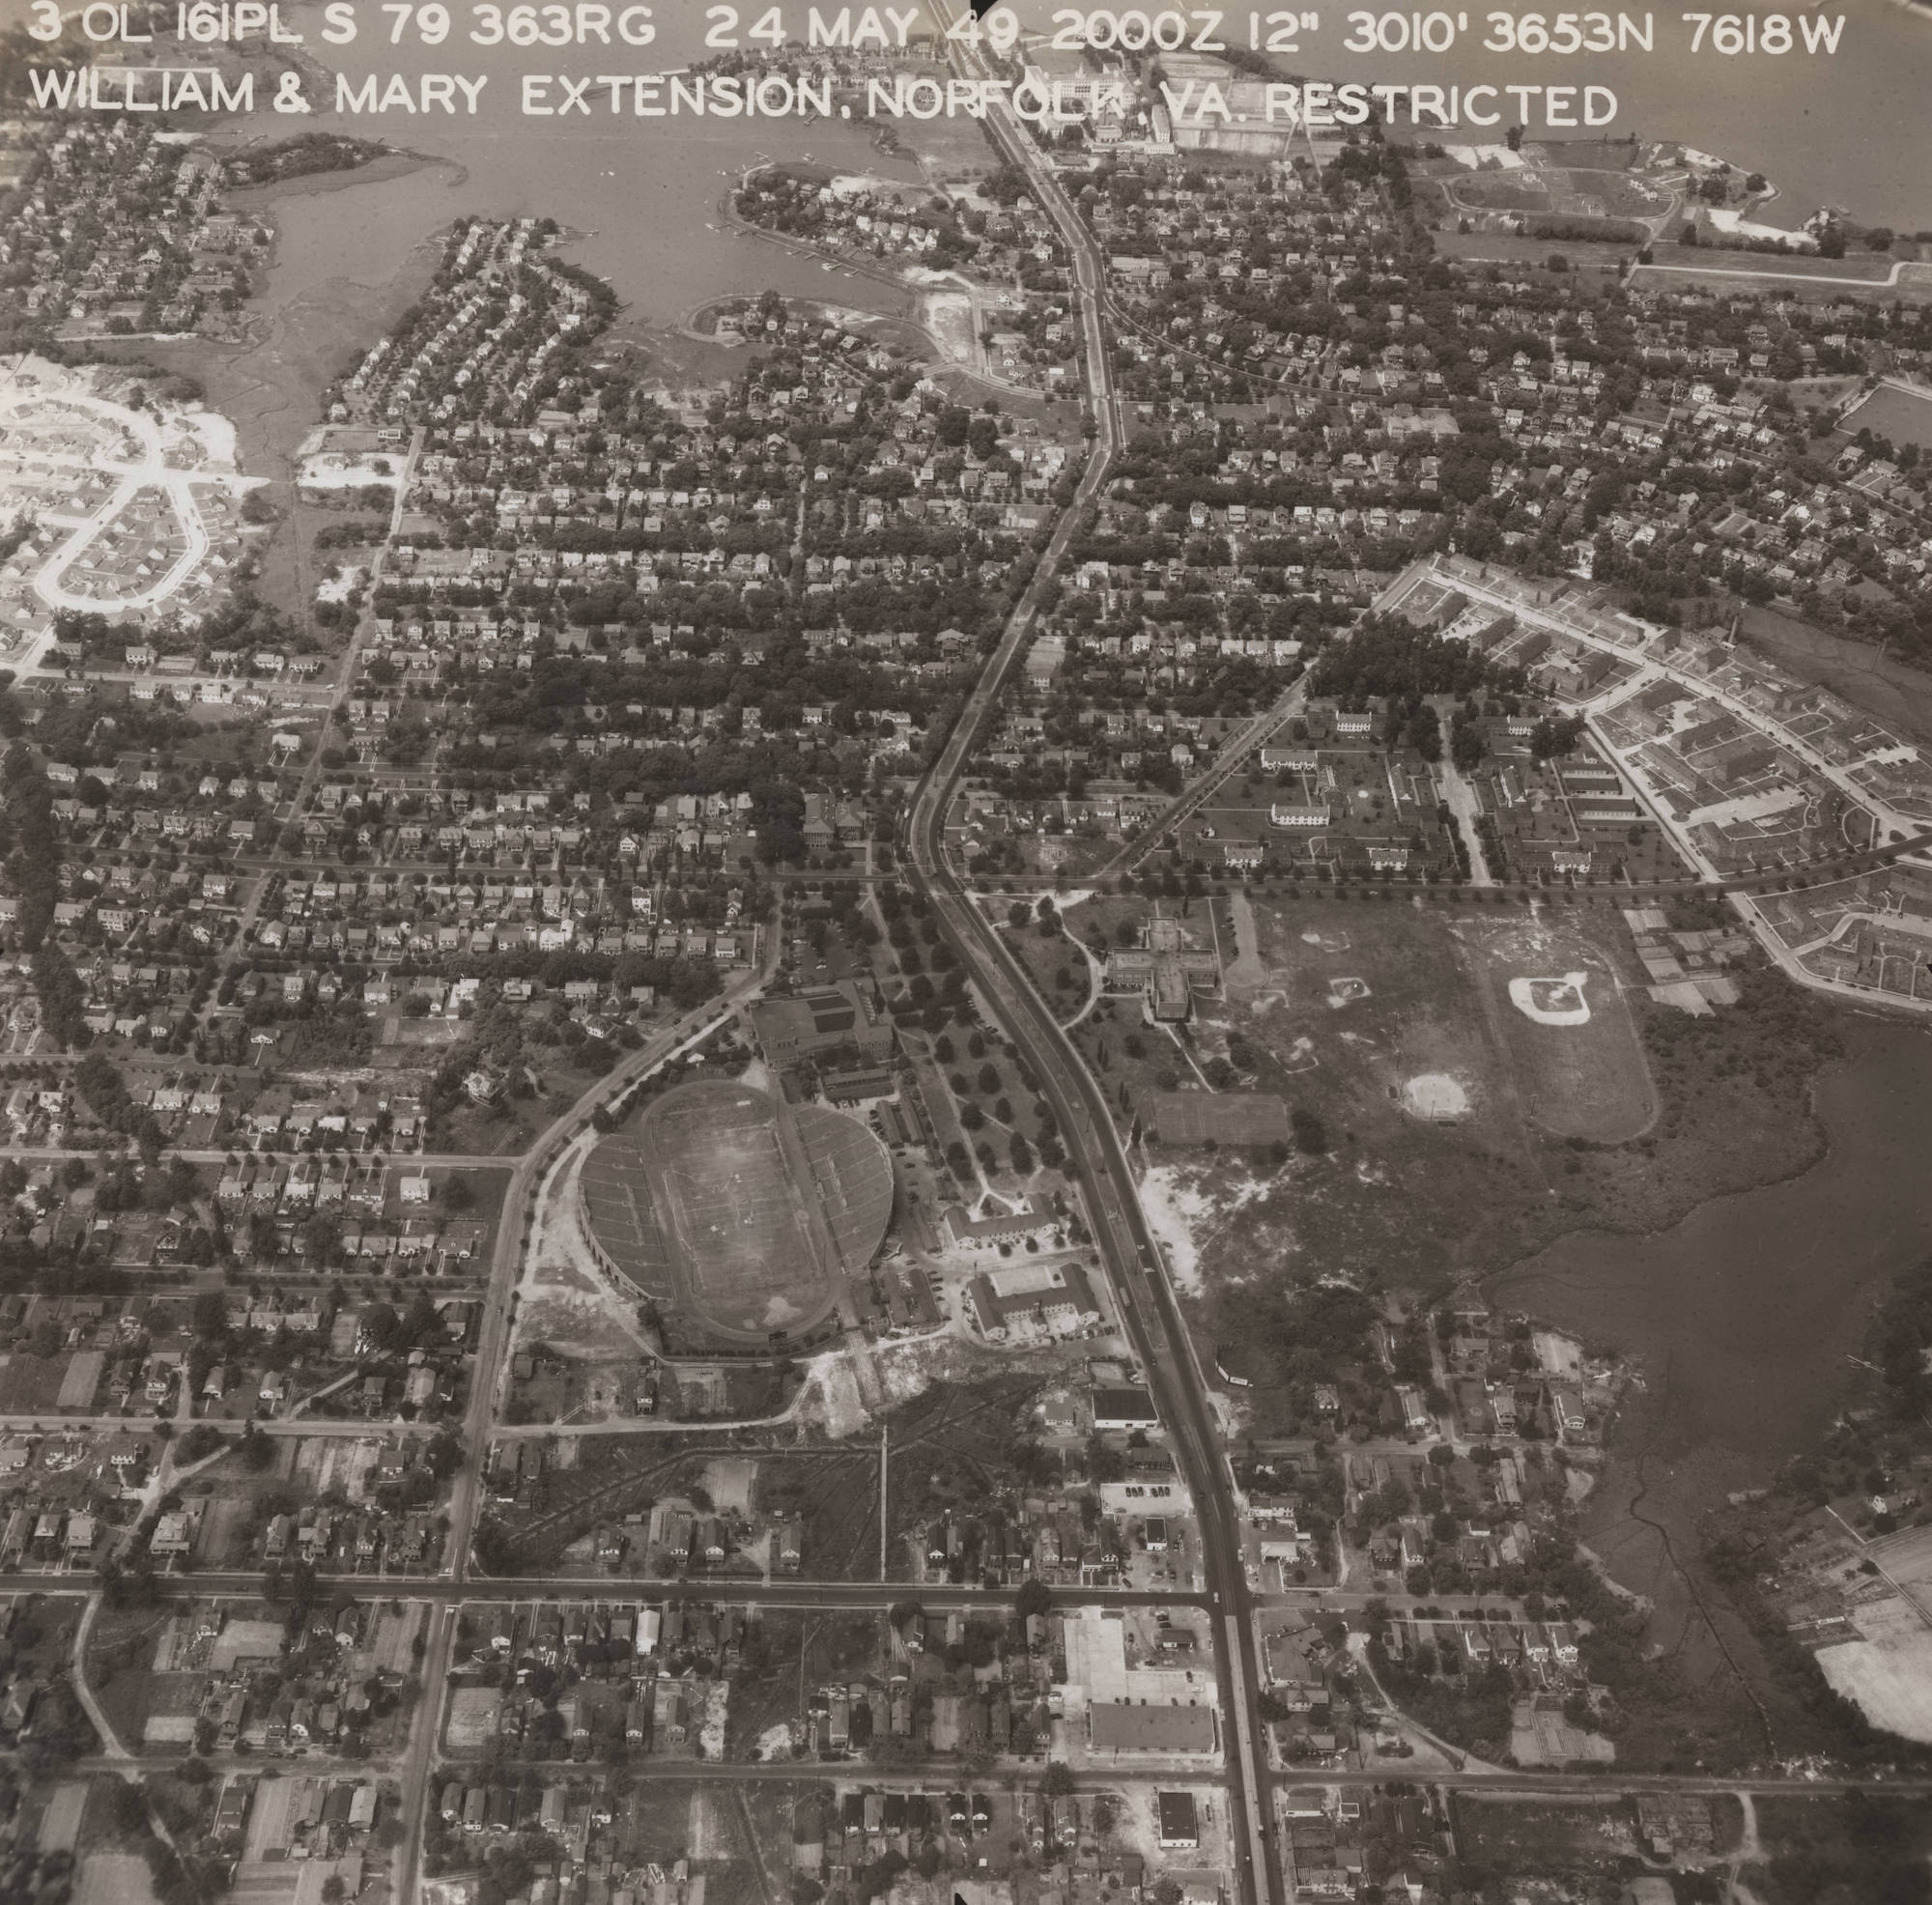 3 OL 161PL S 79 363RG 24 MAY 49 2000Z 12" 3010' 3653N 7618W
WILLIAM & MARY EXTENSION, NORFOLK, VA. RESTRICTED